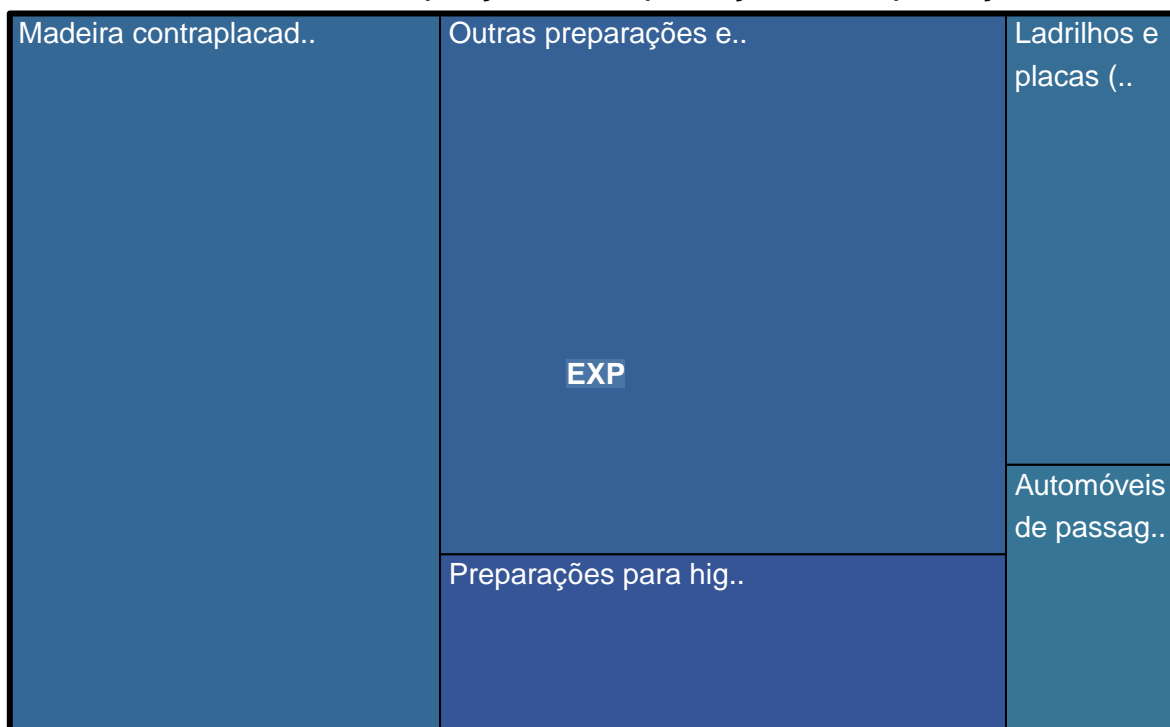 Madeira contraplacad..
Outras preparações e..
Ladrilhos e
placas (..
EXP
Automóveis
de passag..
Preparações para hig..